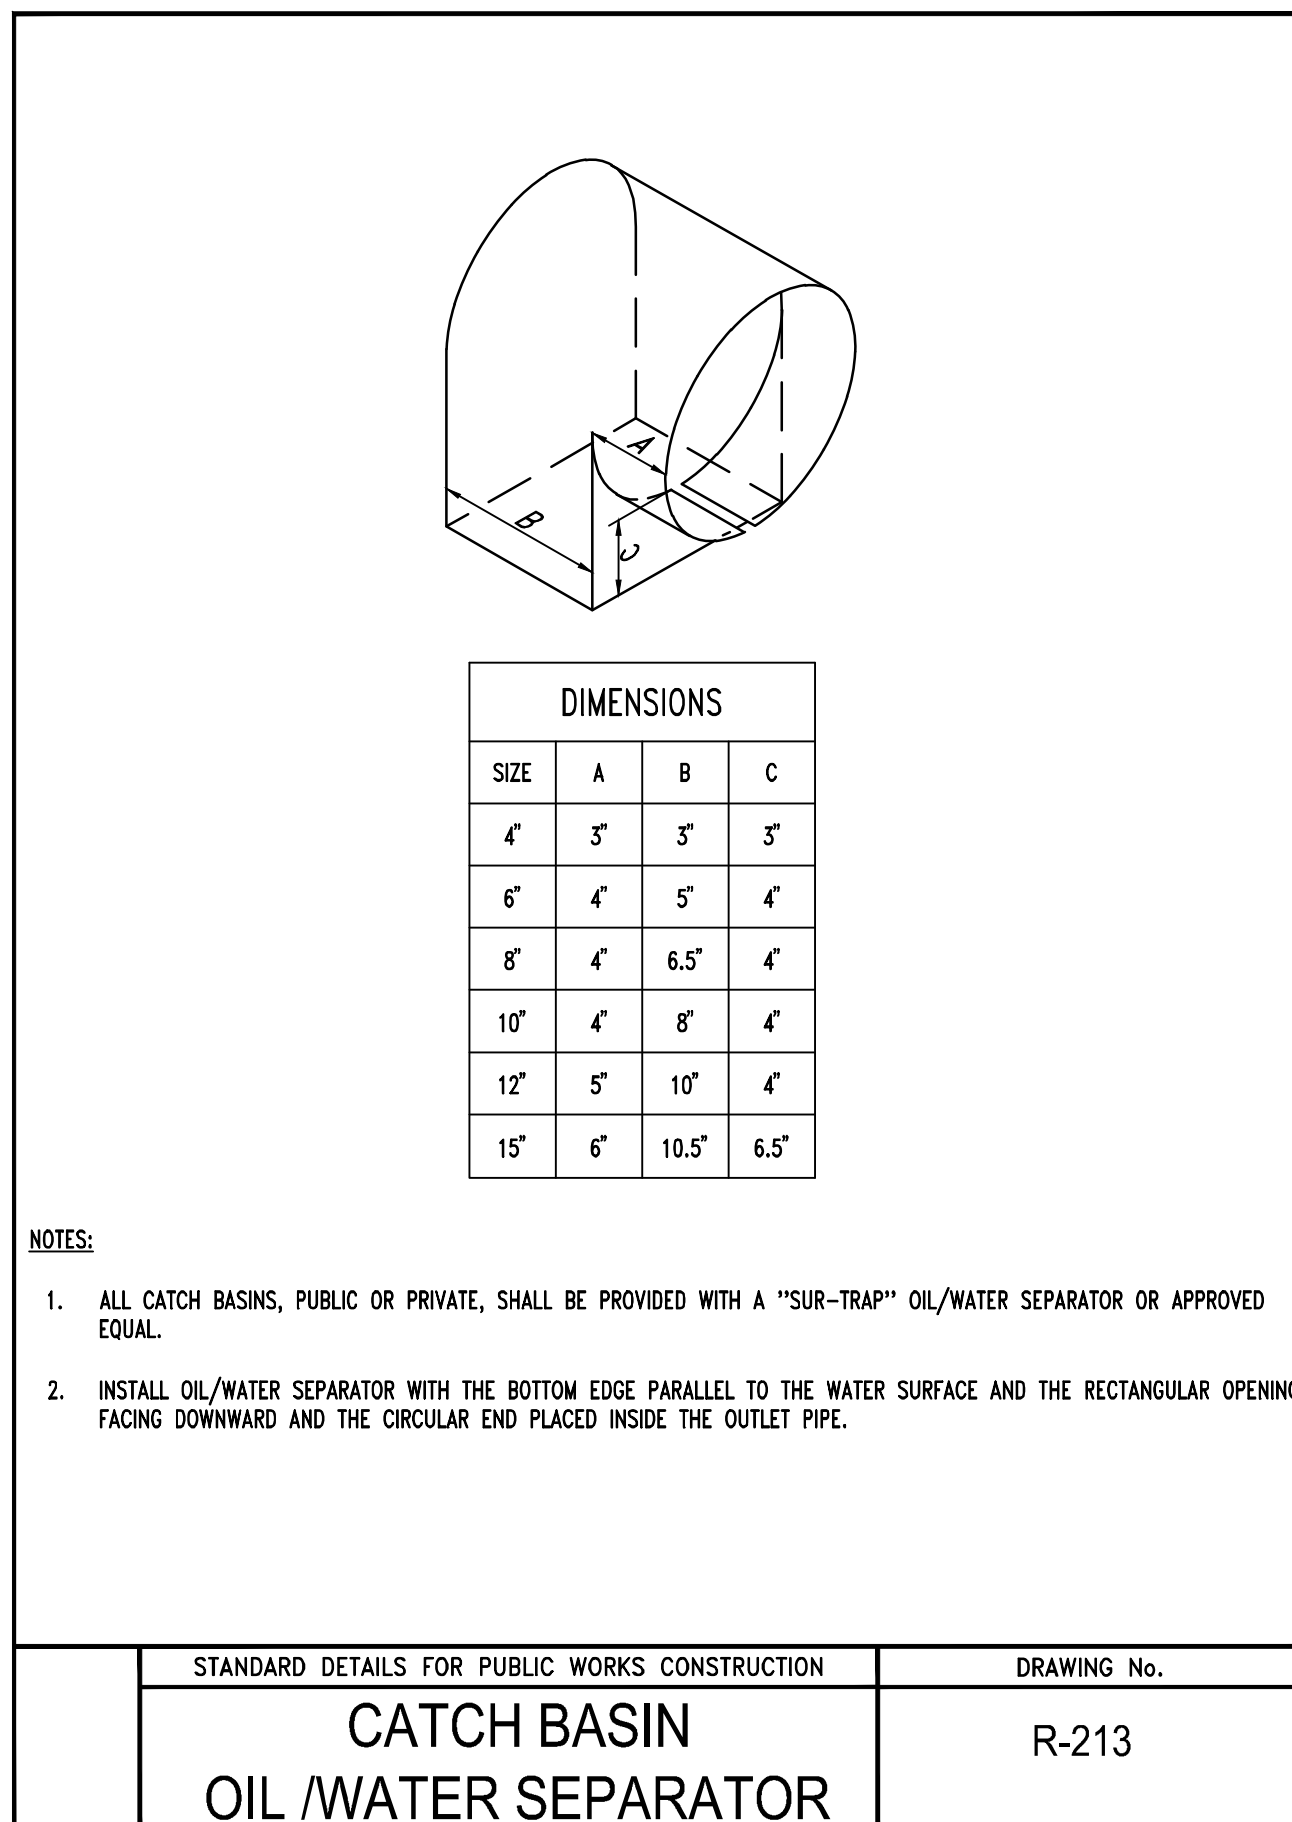 A
B
C
DIMENSIONS
SIZE A B C
4" 3" 3" 3"
6" 4" 5" 4"
8" 4" 6.5" 4"
10" 4" 8" 4"
12" 5" 10" 4"
15" 6" 10.5" 6.5"
NOTES:
1. ALL CATCH BASINS, PUBLIC OR PRIVATE, SHALL BE PROVIDED WITH A "SUR-TRAP" OIL/WATER SEPARATOR OR APPROVED
EQUAL.
2. INSTALL OIL/WATER SEPARATOR WITH THE BOTTOM EDGE PARALLEL TO THE WATER SURFACE AND THE RECTANGULAR OPENING
FACING DOWNWARD AND THE CIRCULAR END PLACED INSIDE THE OUTLET PIPE.
STANDARD DETAILS FOR PUBLIC WORKS CONSTRUCTION
DRAWING No.
CATCH BASIN
OIL /WATER SEPARATOR
R-213